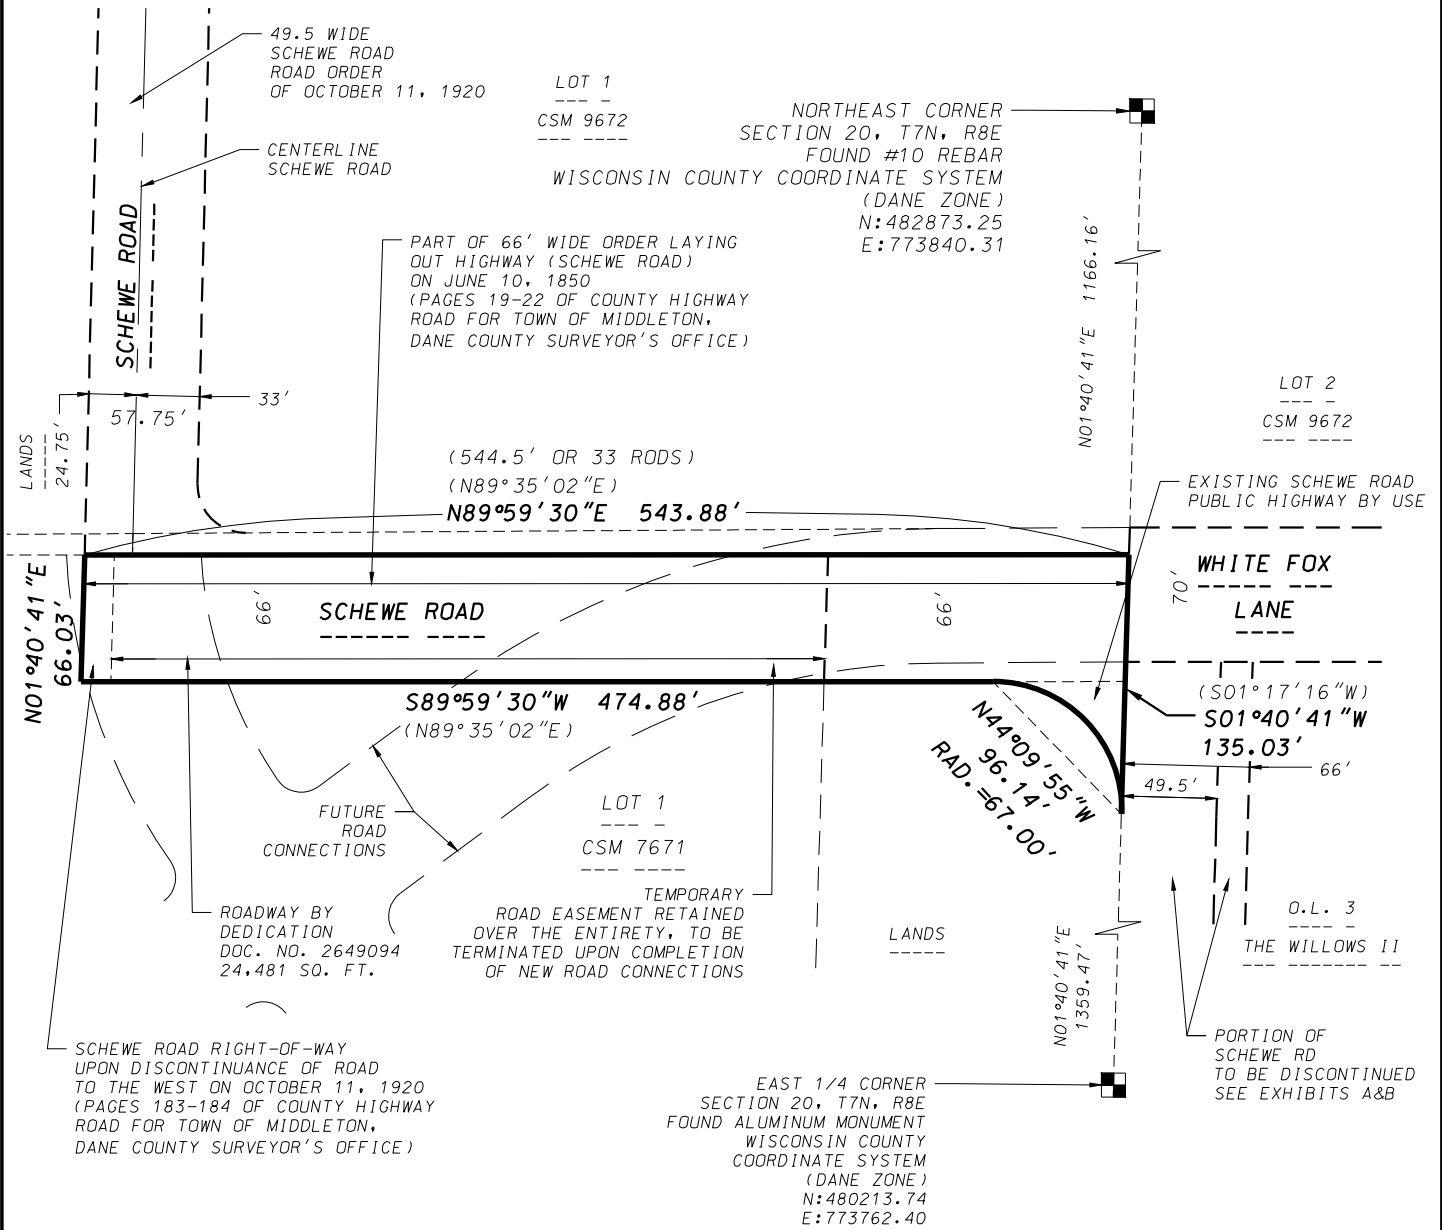 49.5 WIDE
SCHEWE ROAD
ROAD ORDER
OF OCTOBER 11, 1920
LOT 1
CSM 9672
NORTHEAST CORNER
SECTION 20, T7N, R8E
FOUND #10 REBAR
WISCONSIN COUNTY COORDINATE SYSTEM
(DANE ZONE)
N:482873.25
E:773840.31
CENTERLINE
SCHEWE ROAD
SCHEWE ROAD
PART OF 66' WIDE ORDER LAYING
OUT HIGHWAY (SCHEWE ROAD)
ON JUNE 10, 1850
(PAGES 19-22 OF COUNTY HIGHWAY
ROAD FOR TOWN OF MIDDLETON,
DANE COUNTY SURVEYOR'S OFFICE)
N01°40'41"E 1166.16'
33'
57.75'
24.75'
LANDS
LOT 2
CSM 9672
(544.5' OR 33 RODS)
(N89°35'02"E)
N89°59'30"E 543.88'
EXISTING SCHEWE ROAD
PUBLIC HIGHWAY BY USE
WHITE FOX
LANE
70'
N01°40'41"E
66.03'
66'
SCHEWE ROAD
66'
S89°59'30"W 474.88'
(N89°35'02"E)
(S01°17'16"W)
S01°40'41"W
135.03'
N44°09'55"W
96.14'
RAD.=67.00'
66'
49.5'
FUTURE
ROAD
CONNECTIONS
LOT 1
CSM 7671
TEMPORARY
ROAD EASEMENT RETAINED
OVER THE ENTIRETY, TO BE
TERMINATED UPON COMPLETION
OF NEW ROAD CONNECTIONS
ROADWAY BY
DEDICATION
DOC. NO. 2649094
24,481 SQ. FT.
LANDS
O.L. 3
THE WILLOWS II
N01°40'41"E
1359.47'
SCHEWE ROAD RIGHT-OF-WAY
UPON DISCONTINUANCE OF ROAD
TO THE WEST ON OCTOBER 11, 1920
(PAGES 183-184 OF COUNTY HIGHWAY
ROAD FOR TOWN OF MIDDLETON,
DANE COUNTY SURVEYOR'S OFFICE)
PORTION OF
SCHEWE RD
TO BE DISCONTINUED
SEE EXHIBITS A&B
EAST 1/4 CORNER
SECTION 20, T7N, R8E
FOUND ALUMINUM MONUMENT
WISCONSIN COUNTY
COORDINATE SYSTEM
(DANE ZONE)
N:480213.74
E:773762.40